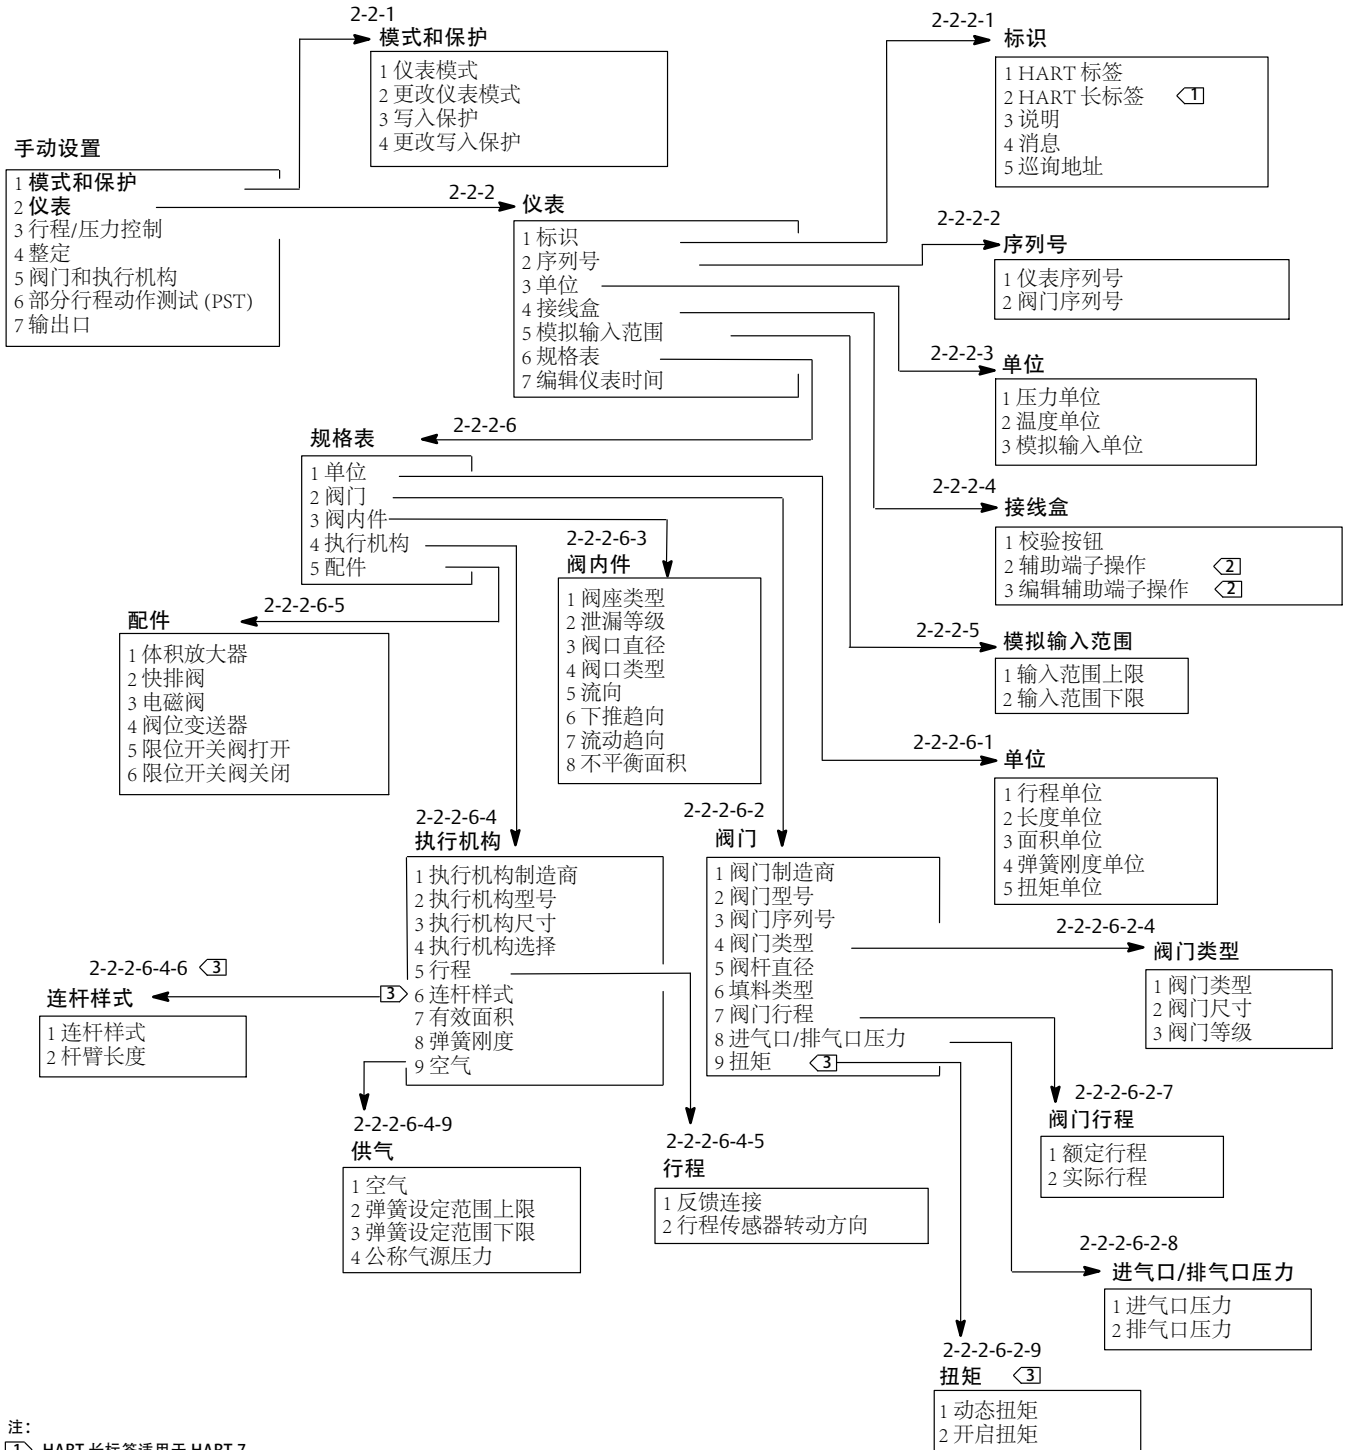 2-2-1
模式和保护
1 仪表模式
2 更改仪表模式
3 写入保护
4 更改写入保护
2-2-2-1
标识
1 HART 标签
2 HART 长标签 1
3 说明
4 消息
5 巡询地址
手动设置
1 模式和保护
2 仪表
3 行程/压力控制
4 整定
5 阀门和执行机构
6 部分行程动作测试 (PST)
7 输出口
2-2-2
仪表
1 标识
2 序列号
3 单位
4 接线盒
5 模拟输入范围
6 规格表
7 编辑仪表时间
2-2-2-2
序列号
1 仪表序列号
2 阀门序列号
2-2-2-3
单位
1 压力单位
2 温度单位
3 模拟输入单位
2-2-2-6
规格表
1 单位
2 阀门
3 阀内件
4 执行机构
5 配件
2-2-2-4
接线盒
1 校验按钮
2 辅助端子操作 2
3 编辑辅助端子操作 2
2-2-2-6-3
阀内件
1 阀座类型
2 泄漏等级
3 阀口直径
4 阀口类型
5 流向
6 下推趋向
7 流动趋向
8 不平衡面积
2-2-2-6-5
配件
1 体积放大器
2 快排阀
3 电磁阀
4 阀位变送器
5 限位开关阀打开
6 限位开关阀关闭
2-2-2-5
模拟输入范围
1 输入范围上限
2 输入范围下限
2-2-2-6-1
单位
1 行程单位
2 长度单位
3 面积单位
4 弹簧刚度单位
5 扭矩单位
2-2-2-6-4
执行机构
1 执行机构制造商
2 执行机构型号
3 执行机构尺寸
4 执行机构选择
5 行程
3 6 连杆样式
7 有效面积
8 弹簧刚度
9 空气
2-2-2-6-2
阀门
1 阀门制造商
2 阀门型号
3 阀门序列号
4 阀门类型
5 阀杆直径
6 填料类型
7 阀门行程
8 进气口/排气口压力
9 扭矩 3
2-2-2-6-2-4
阀门类型
1 阀门类型
2 阀门尺寸
3 阀门等级
2-2-2-6-4-6 3
连杆样式
1 连杆样式
2 杆臂长度
2-2-2-6-2-7
阀门行程
1 额定行程
2 实际行程
2-2-2-6-4-9
供气
1 空气
2 弹簧设定范围上限
3 弹簧设定范围下限
4 公称气源压力
2-2-2-6-4-5
行程
1 反馈连接
2 行程传感器转动方向
2-2-2-6-2-8
进气口/排气口压力
1 进气口压力
2 排气口压力
2-2-2-6-2-9
扭矩 3
1 动态扭矩
2 开启扭矩
注：
1 HART 长标签适用于 HART 7